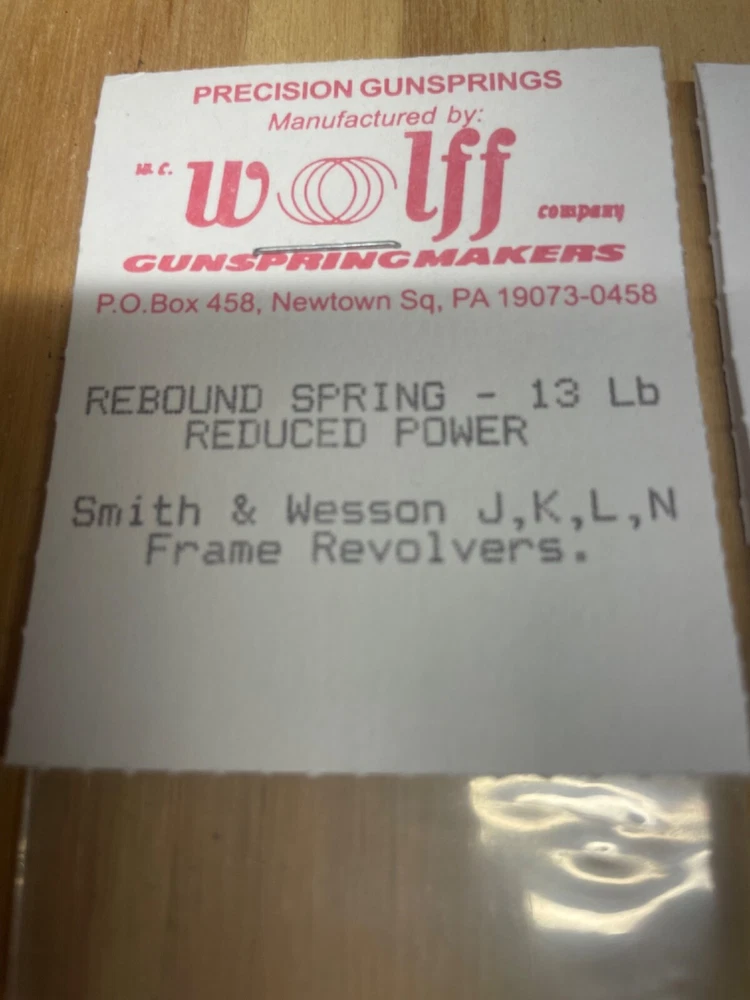 PRECISION GUNSPRINGS
Manufactured by:
W. C. Wolff company
GUNSPRINGMAKERS
P.O.Box 458, Newtown Sq, PA 19073-0458
REBOUND SPRING - 13 Lb
REDUCED POWER
Smith & Wesson J,K,L,N
Frame Revolvers.